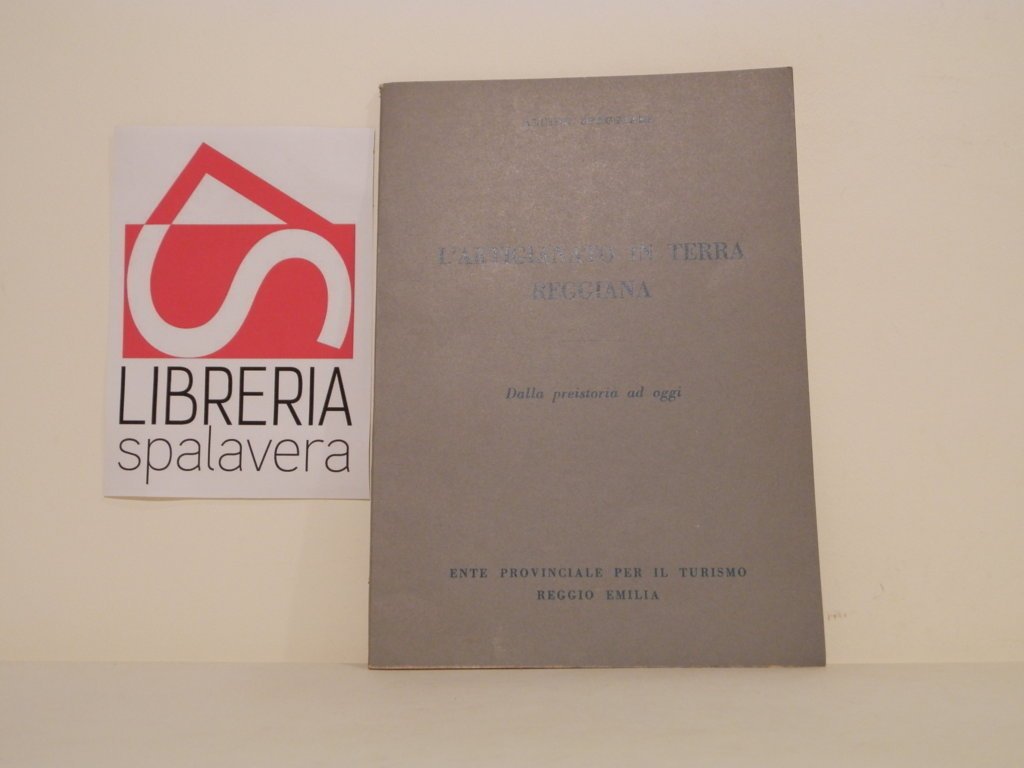 LIBRERIA
spalavera
L'ARTIGIANATO IN TERRA
REGGIANA
Dalla preistoria ad oggi
ENTE PROVINCIALE PER IL TURISMO
REGGIO EMILIA